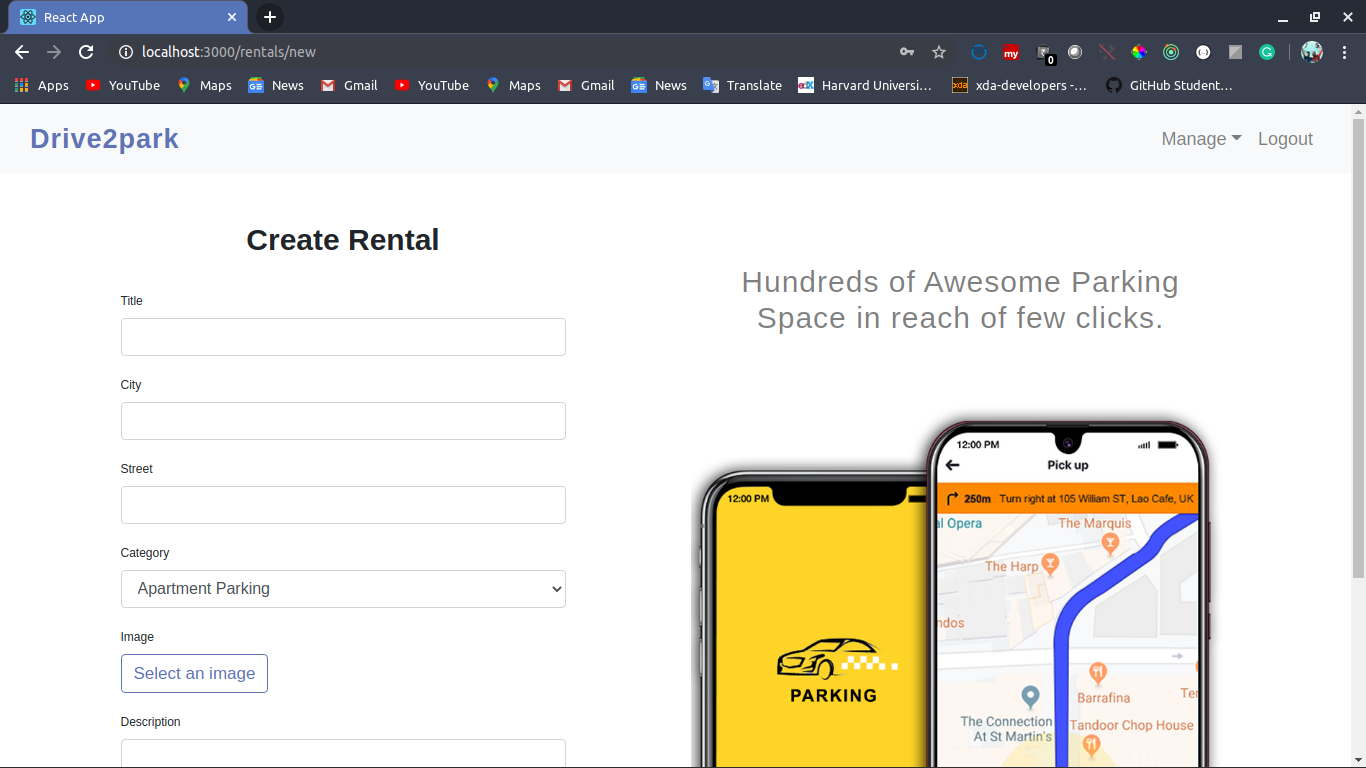 React App
localhost:3000/rentals/new
my
0
Apps YouTube Maps News Gmail YouTube Maps News Gmail News Translate Harvard Universi… xda-developers -… GitHub Student…
Drive2park
Manage Logout
Create Rental
Title
City
Street
Category
Apartment Parking
Image
Select an image
Description
Hundreds of Awesome Parking
Space in reach of few clicks.
12:00 PM
PARKING
12:00 PM
Pick up
250m Turn right at 105 William ST, Lao Cafe, UK
al Opera
The Marquis
The Harp
ndos
Barrafina
Ter
The Connection
At St Martin's
Tandoor Chop House